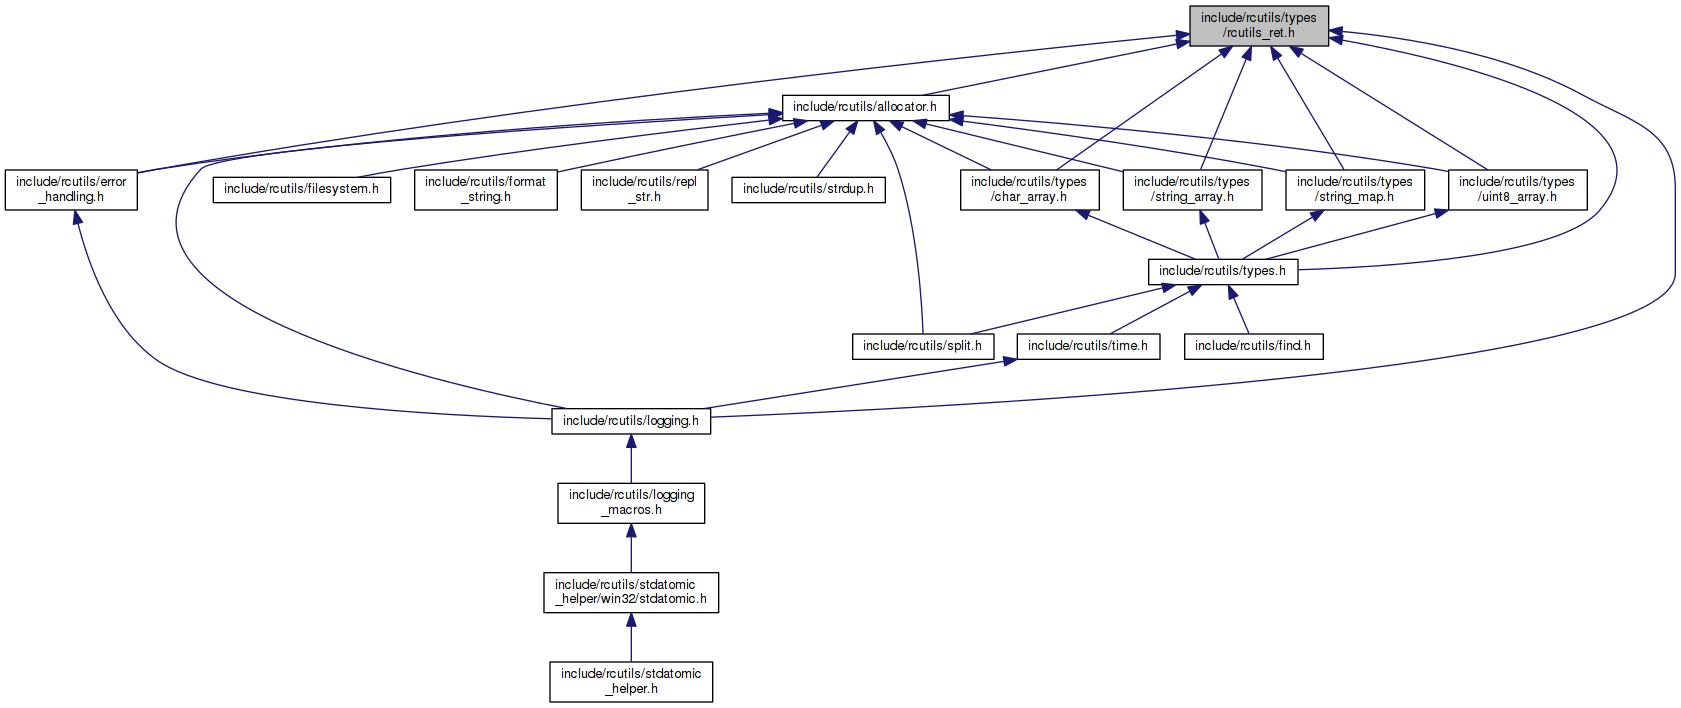 include/rcutils/types
/rcutils_ret.h
include/rcutils/allocator.h
include/rcutils/error
_handling.h
include/rcutils/filesystem.h
include/rcutils/format
_string.h
include/rcutils/repl
_str.h
include/rcutils/strdup.h
include/rcutils/types
/char_array.h
include/rcutils/types
/string_array.h
include/rcutils/types
/string_map.h
include/rcutils/types
/uint8_array.h
include/rcutils/types.h
include/rcutils/split.h
include/rcutils/time.h
include/rcutils/find.h
include/rcutils/logging.h
include/rcutils/logging
_macros.h
include/rcutils/stdatomic
_helper/win32/stdatomic.h
include/rcutils/stdatomic
_helper.h